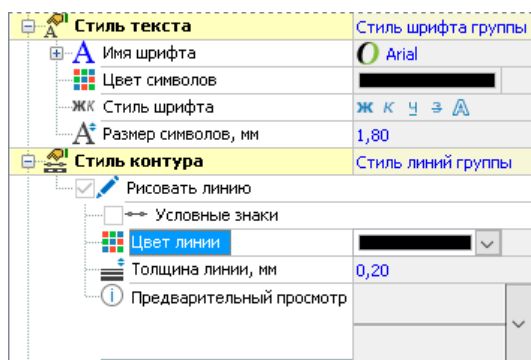 Стиль текста Стиль шрифта группы
Имя шрифта Arial
Цвет символов
ЖК Стиль шрифта Ж К Ч З А
Размер символов, мм 1,80
Стиль контура Стиль линий группы
Рисовать линию
Условные знаки
Цвет линии
Толщина линии, мм 0,20
Предварительный просмотр